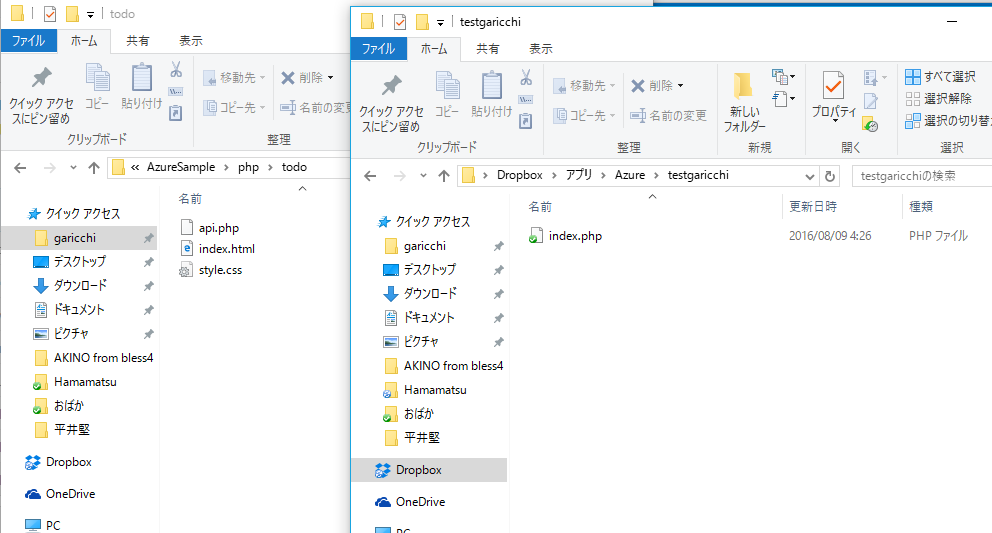 todo
ファイル ホーム 共有 表示
クイック アクセスにピン留め
コピー
貼り付け
クリップボード
移動先
コピー先
削除
名前の変更
整理
« AzureSample › php › todo
クイック アクセス
garicchi
デスクトップ
ダウンロード
ドキュメント
ピクチャ
AKINO from bless4
Hamamatsu
おばか
平井堅
Dropbox
OneDrive
PC
名前
api.php
index.html
style.css
testgaricchi
ファイル ホーム 共有 表示
クイック アクセスにピン留め
コピー
貼り付け
クリップボード
移動先
コピー先
削除
名前の変更
整理
新しい
フォルダー
新規
プロパティ
開く
すべて選択
選択解除
選択の切り替え
選択
› Dropbox › アプリ › Azure › testgaricchi
testgaricchiの検索
クイック アクセス
garicchi
デスクトップ
ダウンロード
ドキュメント
ピクチャ
AKINO from bless4
Hamamatsu
おばか
平井堅
Dropbox
OneDrive
PC
名前 更新日時 種類
index.php 2016/08/09 4:26 PHP ファイル